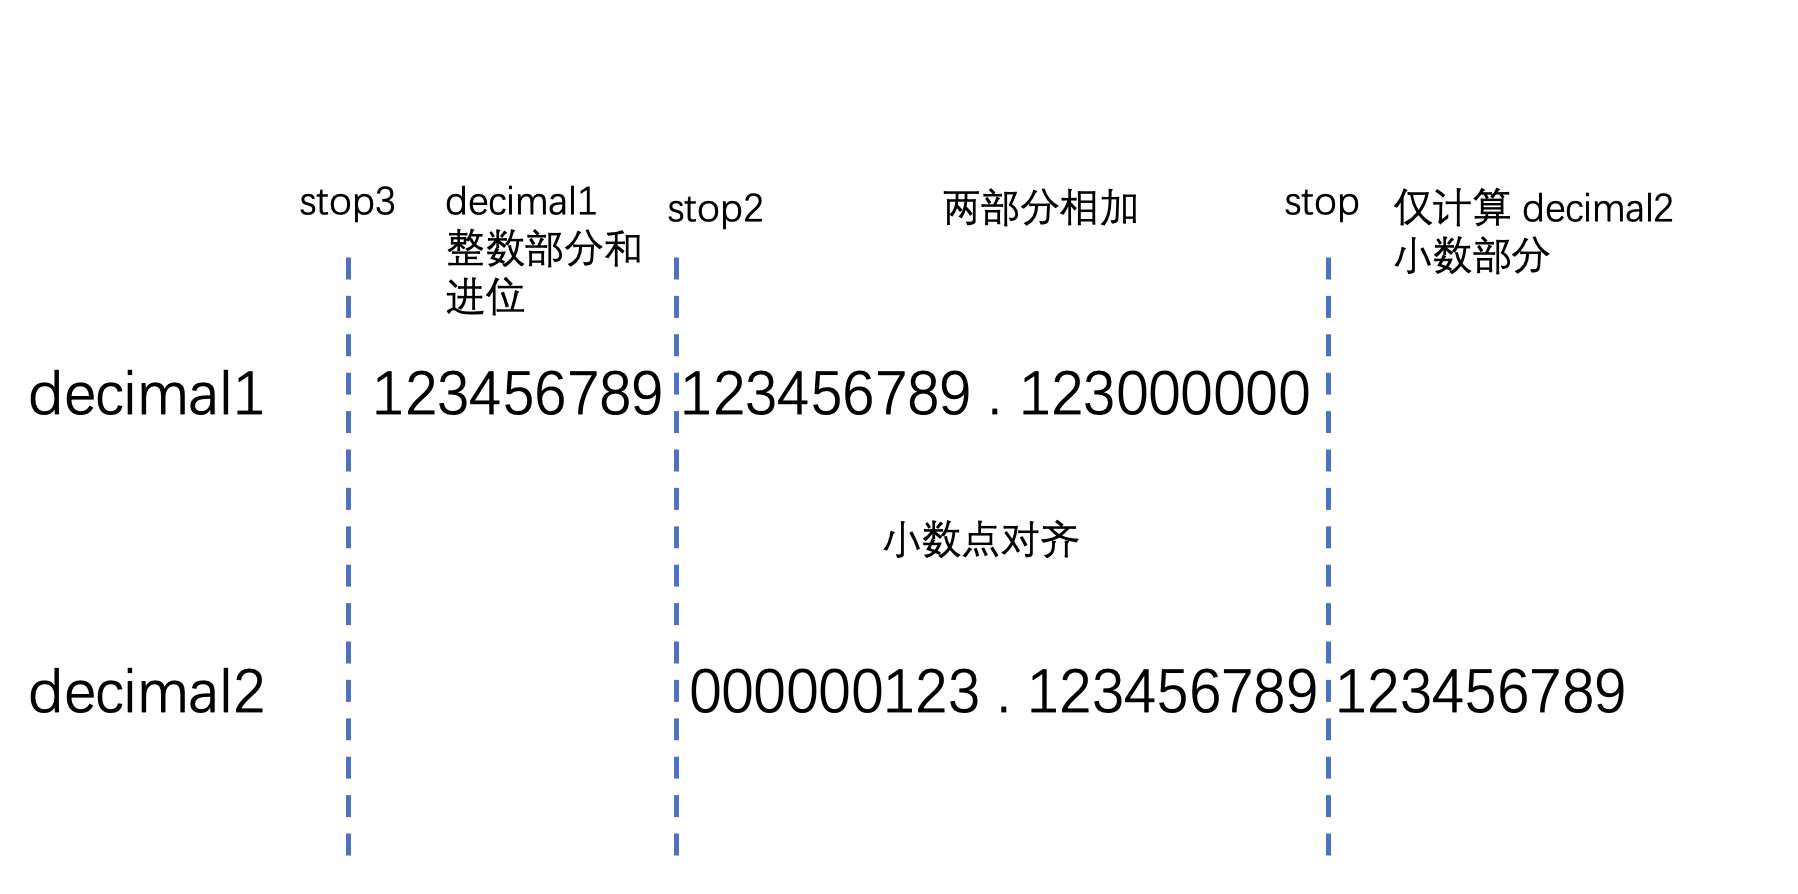 stop3
decimal1
整数部分和
进位
stop2
两部分相加
stop
仅计算 decimal2
小数部分
decimal1
123456789
123456789 . 123000000
小数点对齐
decimal2
000000123 . 123456789
123456789